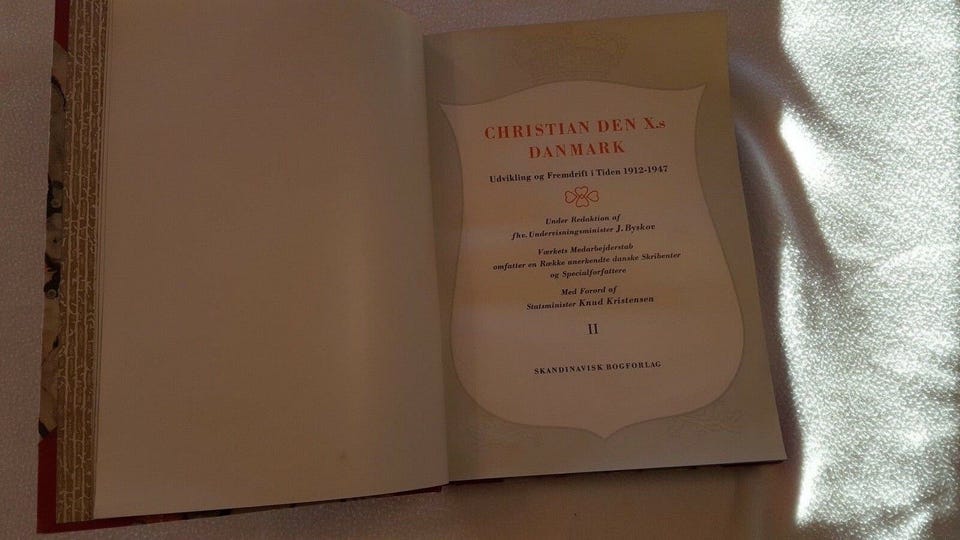 CHRISTIAN DEN X.s
DANMARK
Udvikling og Fremdrift i Tiden 1912-1947
Under Redaktion af
fhv. Undervisningsminister J. Byskov
Værkets Medarbejderstab
omfatter en Række anerkendte danske Skribenter
og Specialforfattere
Med Forord af
Statsminister Knud Kristensen
II
SKANDINAVISK BOGFORLAG